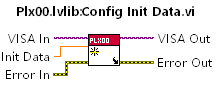 Plx00.lvlib:Config Init Data.vi
VISA In
PLX00
VISA Out
Init Data
Error In
Error Out